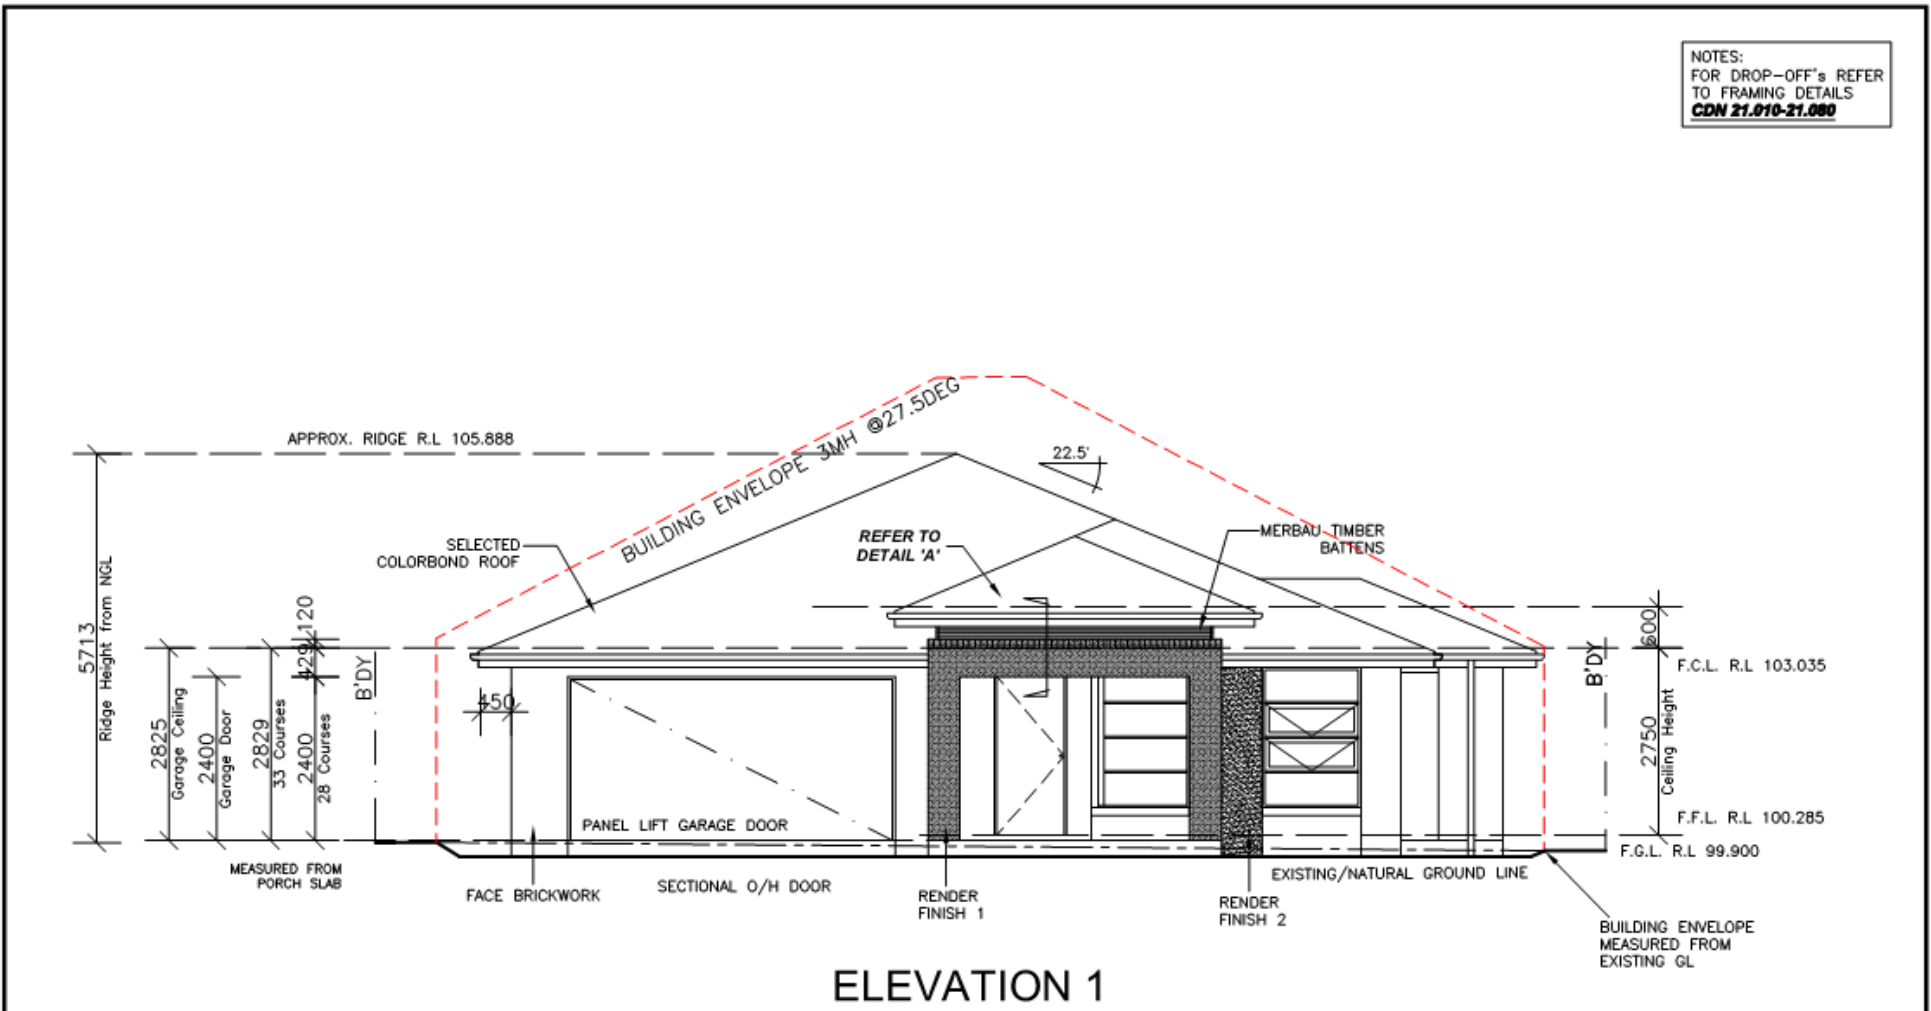 NOTES:
FOR DROP-OFF's REFER
TO FRAMING DETAILS
CDN 21.010-21.080
APPROX. RIDGE R.L 105.888
BUILDING ENVELOPE 3MH @27.5DEG
22.5'
SELECTED
COLORBOND ROOF
REFER TO
DETAIL 'A'
MERBAU TIMBER
BATTENS
5713
Ridge Height from NGL
2825
Garage Ceiling
2400
Garage Door
2829
33 Courses
120
429
2400
28 Courses
B'DY
450
600
B'DY
F.C.L. R.L 103.035
2750
Ceiling Height
F.F.L. R.L 100.285
F.G.L. R.L 99.900
PANEL LIFT GARAGE DOOR
MEASURED FROM
PORCH SLAB
FACE BRICKWORK
SECTIONAL O/H DOOR
RENDER
FINISH 1
RENDER
FINISH 2
EXISTING/NATURAL GROUND LINE
BUILDING ENVELOPE
MEASURED FROM
EXISTING GL
ELEVATION 1